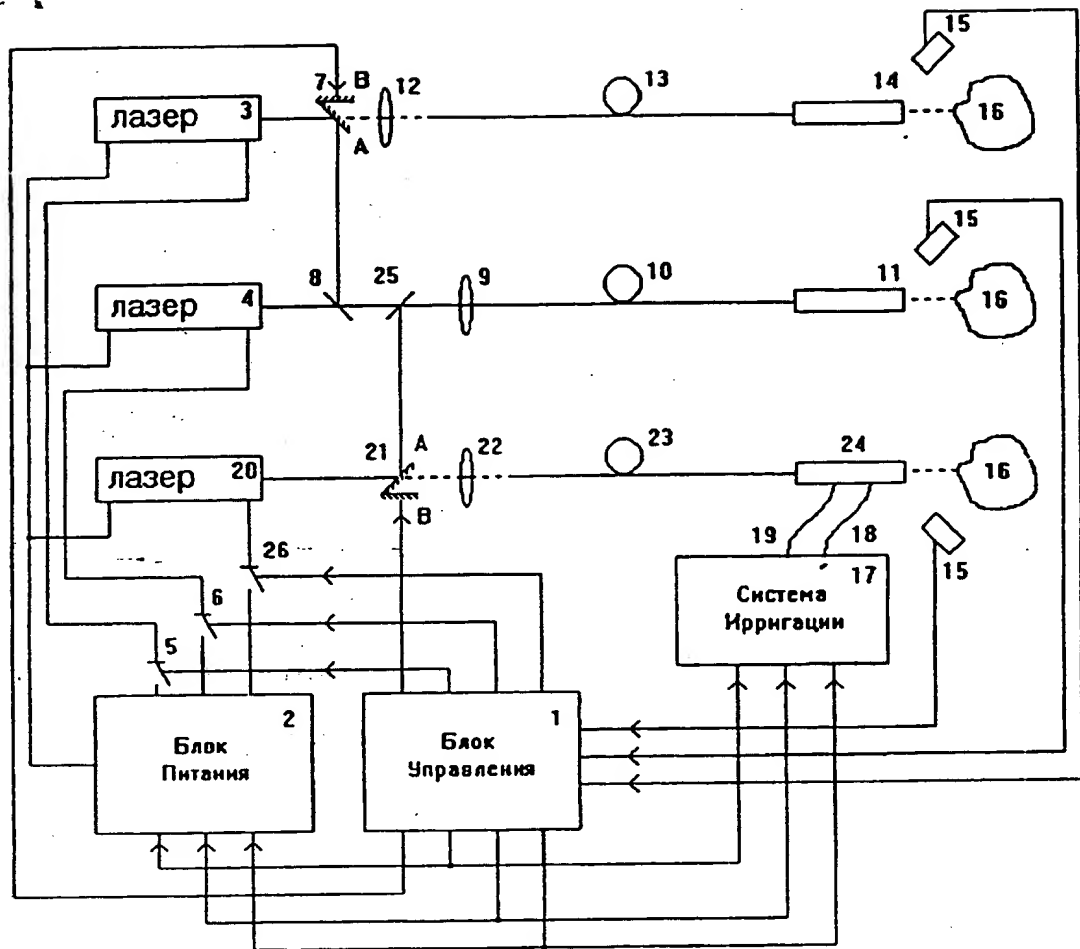 15
7 B 12 13 14
лазер 3
16
A
15
8 25 9 10 11
лазер 4
16
21 A 22 23 24
лазер 20
16
B
19 18
26
15
17
Система
Ирригации
6
5
2
Блок
Питания
1
Блок
Управления